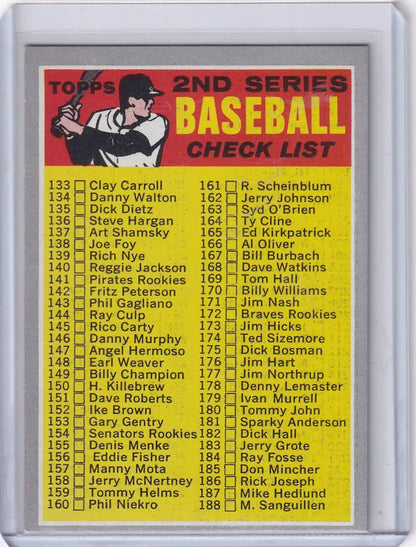 TOPPS
2ND SERIES
BASEBALL
CHECK LIST
133 Clay Carroll
134 Danny Walton
135 Dick Dietz
136 Steve Hargan
137 Art Shamsky
138 Joe Foy
139 Rich Nye
140 Reggie Jackson
141 Pirates Rookies
142 Fritz Peterson
143 Phil Gagliano
144 Ray Culp
145 Rico Carty
146 Danny Murphy
147 Angel Hermoso
148 Earl Weaver
149 Billy Champion
150 H. Killebrew
151 Dave Roberts
152 Ike Brown
153 Gary Gentry
154 Senators Rookies
155 Denis Menke
156 Eddie Fisher
157 Manny Mota
158 Jerry McNertney
159 Tommy Helms
160 Phil Niekro
161 R. Scheinblum
162 Jerry Johnson
163 Syd O'Brien
164 Ty Cline
165 Ed Kirkpatrick
166 Al Oliver
167 Bill Burbach
168 Dave Watkins
169 Tom Hall
170 Billy Williams
171 Jim Nash
172 Braves Rookies
173 Jim Hicks
174 Ted Sizemore
175 Dick Bosman
176 Jim Hart
177 Jim Northrup
178 Denny Lemaster
179 Ivan Murrell
180 Tommy John
181 Sparky Anderson
182 Dick Hall
183 Jerry Grote
184 Ray Fosse
185 Don Mincher
186 Rick Joseph
187 Mike Hedlund
188 M. Sanguillen